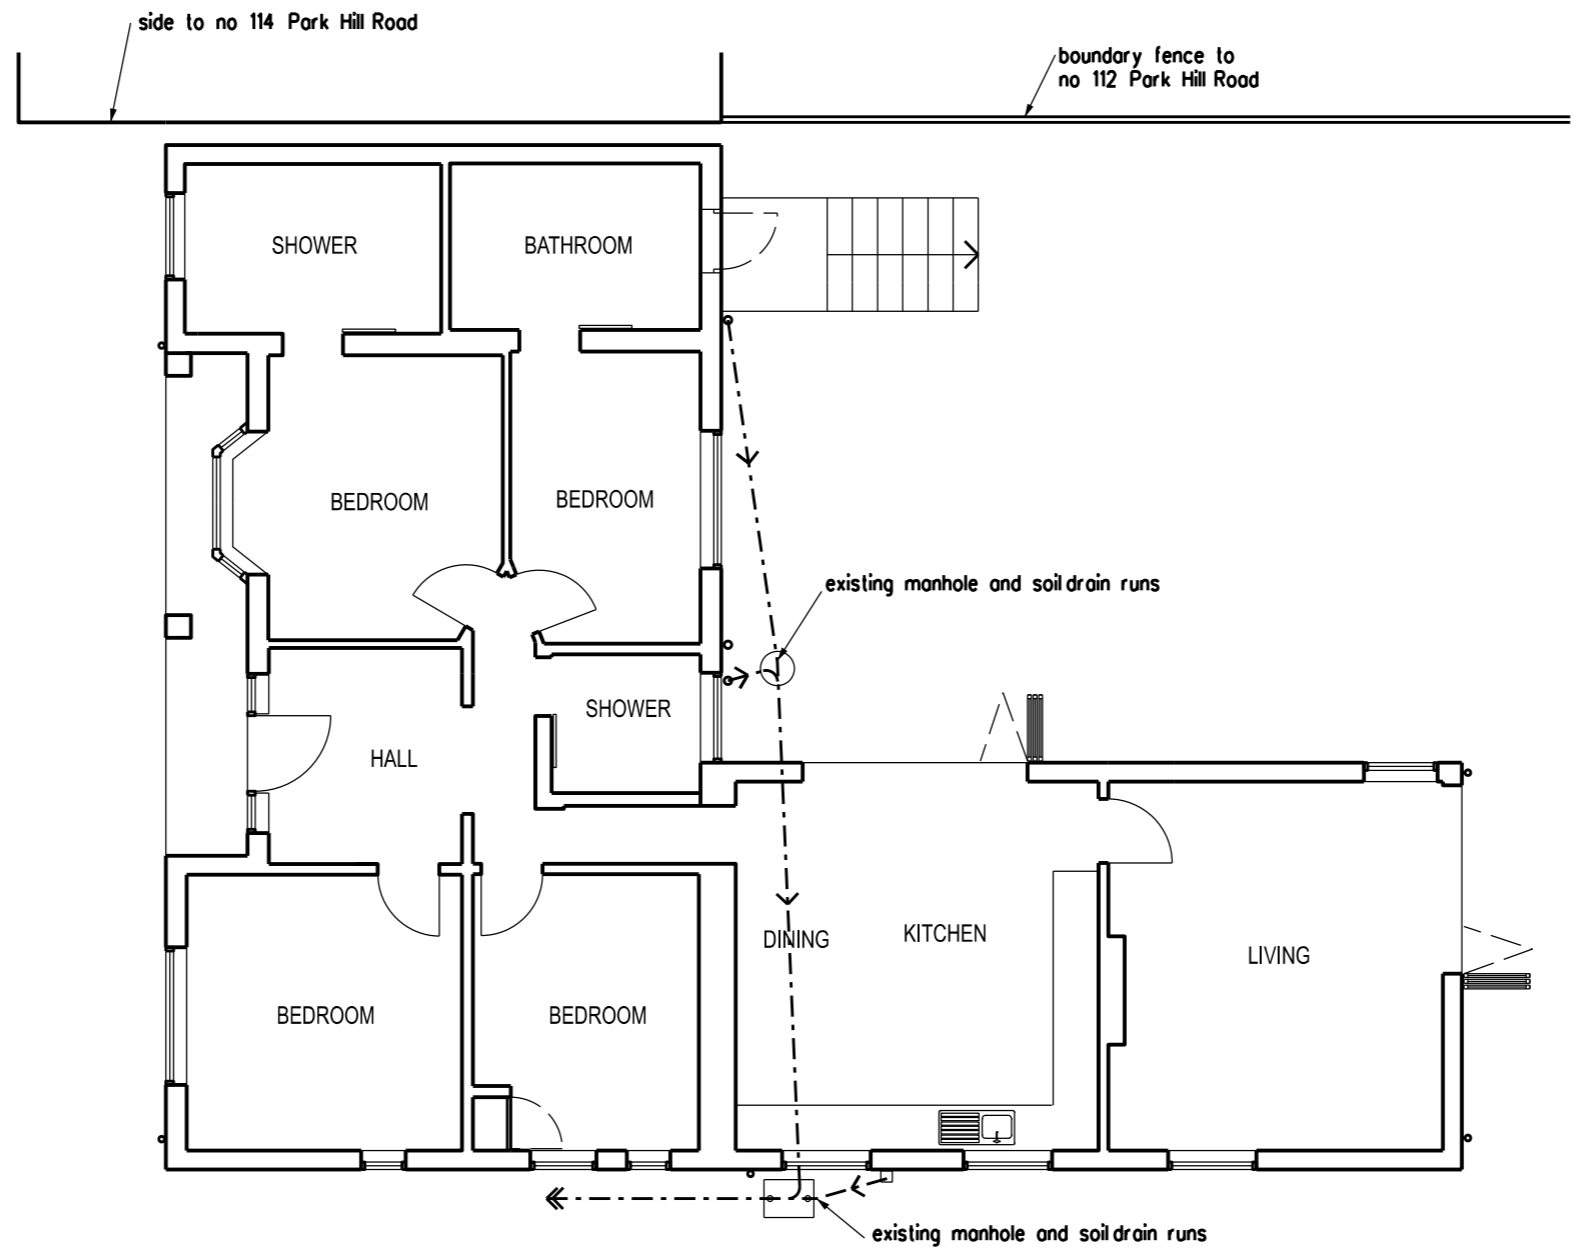 side to no 114 Park Hill Road
boundary fence to
no 112 Park Hill Road
SHOWER
BATHROOM
BEDROOM
BEDROOM
existing manhole and soil drain runs
SHOWER
HALL
DINING
KITCHEN
LIVING
BEDROOM
BEDROOM
existing manhole and soil drain runs